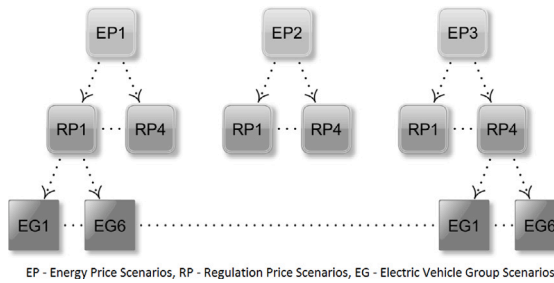 EP1 EP2 EP3
RP1 RP4 RP1 RP4 RP1 RP4
EG1 EG6 EG1 EG6
EP - Energy Price Scenarios, RP - Regulation Price Scenarios, EG - Electric Vehicle Group Scenarios